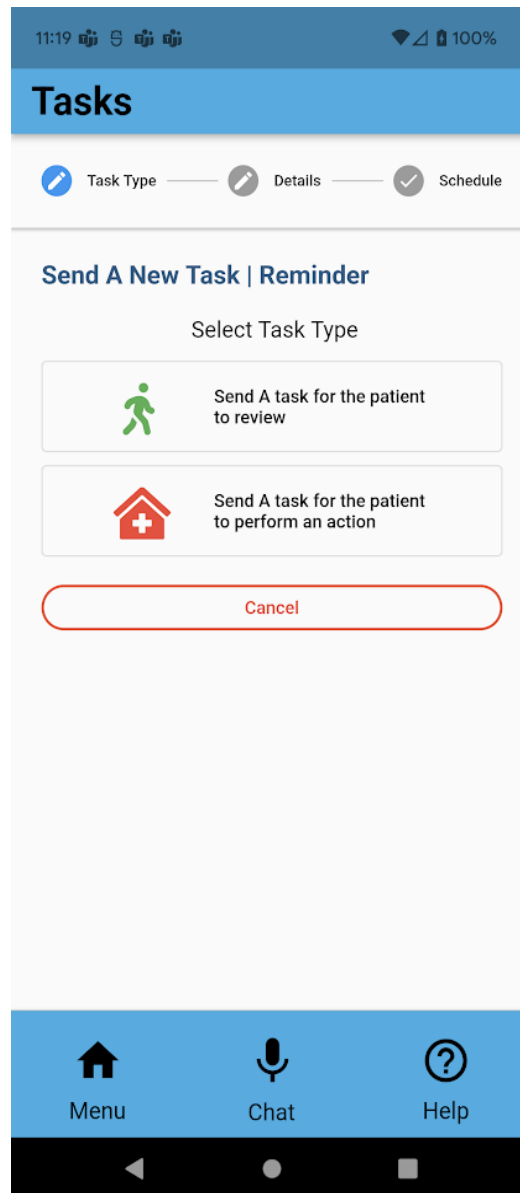 11:19 100%
Tasks
Task Type Details Schedule
Send A New Task | Reminder
Select Task Type
Send A task for the patient
to review
Send A task for the patient
to perform an action
Cancel
Menu Chat Help